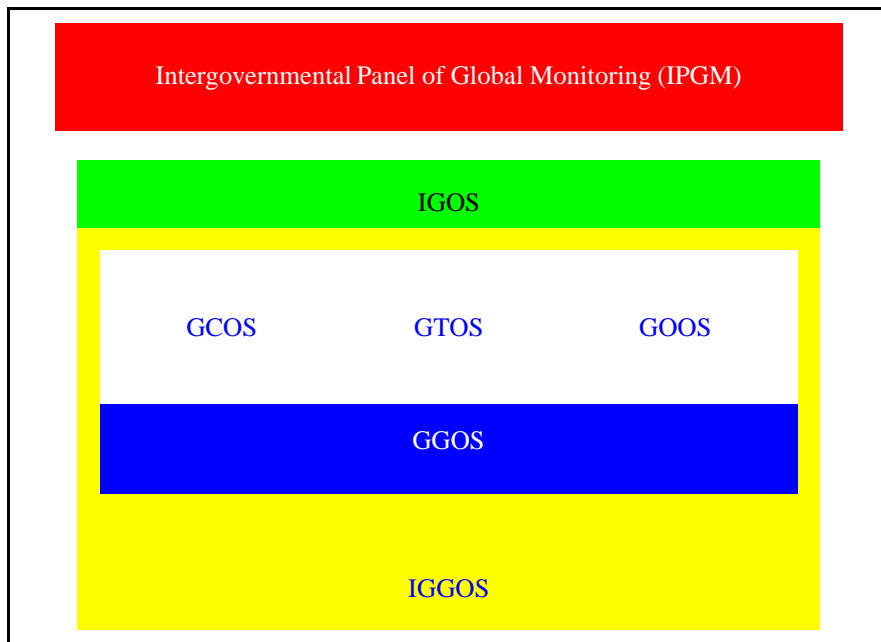 Intergovernmental Panel of Global Monitoring (IPGM)
IGOS
GCOS GTOS GOOS
GGOS
IGGOS